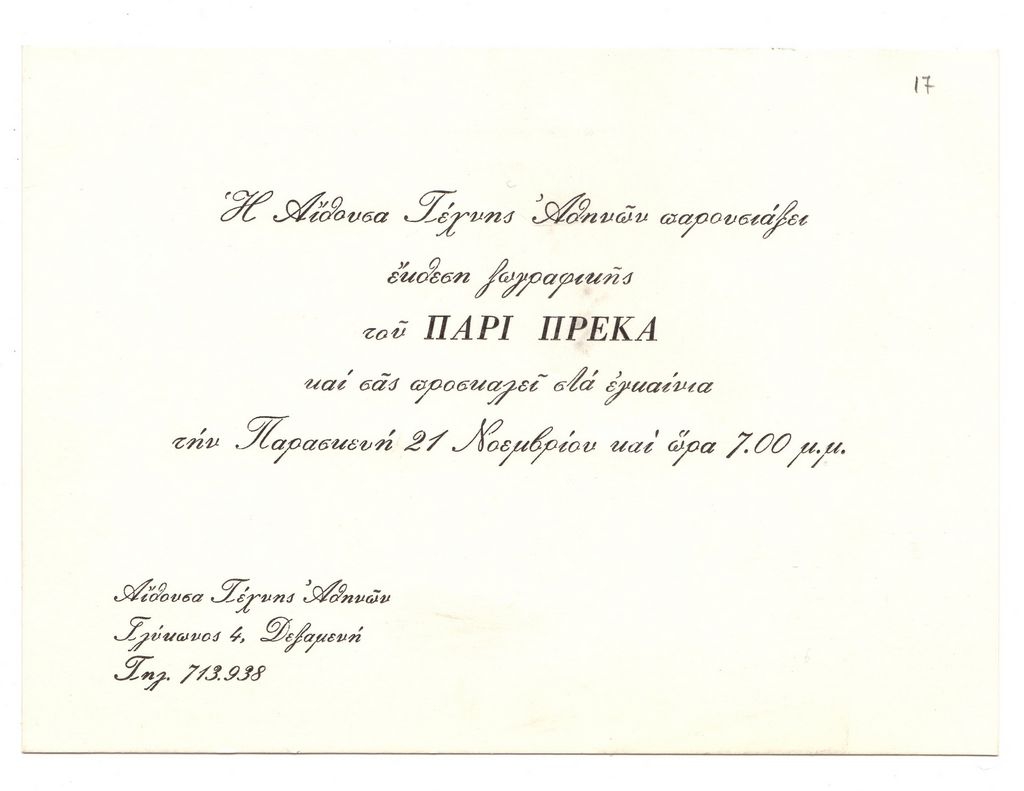 17
Ἡ Αἴθουσα Τέχνης Ἀθηνῶν παρουσιάζει
ἔκθεση ζωγραφικῆς
τοῦ ΠΑΡΙ ΠΡΕΚΑ
καί σᾶς προσκαλεῖ στά ἐγκαίνια
τήν Παρασκευή 21 Νοεμβρίου καί ὥρα 7.00 μ.μ.
Αἴθουσα Τέχνης Ἀθηνῶν
Γλύκωνος 4, Δεξαμενή
Τηλ. 713.938